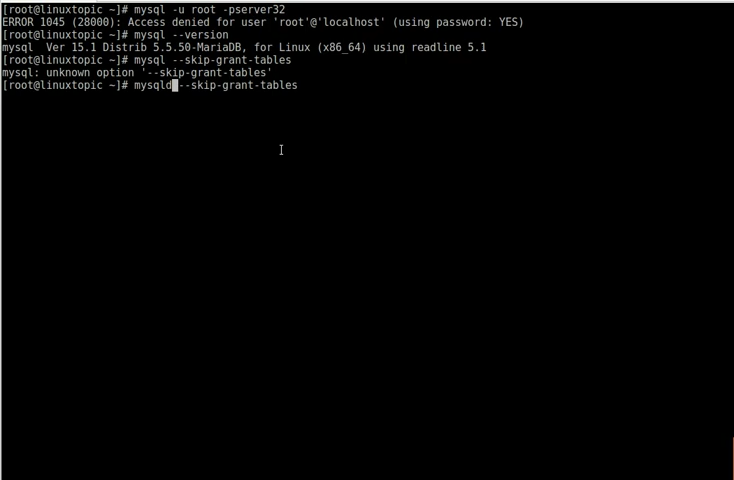 [root@linuxtopic ~]# mysql -u root -pserver32
ERROR 1045 (28000): Access denied for user 'root'@'localhost' (using password: YES)
[root@linuxtopic ~]# mysql --version
mysql  Ver 15.1 Distrib 5.5.50-MariaDB, for Linux (x86_64) using readline 5.1
[root@linuxtopic ~]# mysql --skip-grant-tables
mysql: unknown option '--skip-grant-tables'
[root@linuxtopic ~]# mysqld --skip-grant-tables